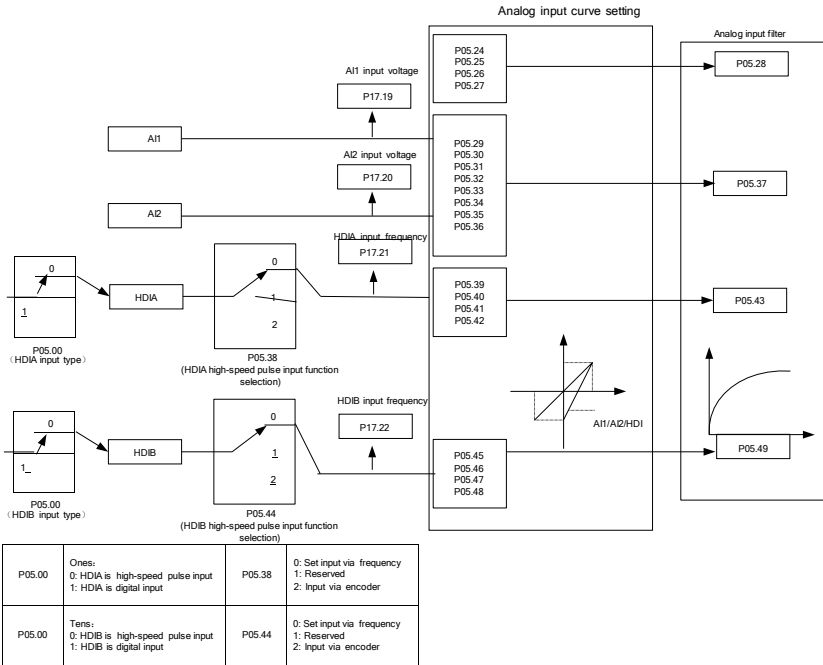 Analog input curve setting
Analog input filter
P05.24
P05.25
P05.26
P05.27
P05.28
AI1 input voltage
P17.19
AI1
AI2 input voltage
P17.20
AI2
P05.29
P05.30
P05.31
P05.32
P05.33
P05.34
P05.35
P05.36
P05.37
HDIA input frequency
P17.21
0
1
P05.00
(HDIA input type)
HDIA
0
1
2
P05.38
(HDIA high-speed pulse input function
selection)
P05.39
P05.40
P05.41
P05.42
P05.43
AI1/AI2/HDI
HDIB input frequency
P17.22
0
1
P05.00
(HDIB input type)
HDIB
0
1
2
P05.44
(HDIB high-speed pulse input function
selection)
P05.45
P05.46
P05.47
P05.48
P05.49
P05.00
Ones:
0: HDIA is high-speed pulse input
1: HDIA is digital input
P05.38
0: Set input via frequency
1: Reserved
2: Input via encoder
P05.00
Tens:
0: HDIB is high-speed pulse input
1: HDIB is digital input
P05.44
0: Set input via frequency
1: Reserved
2: Input via encoder